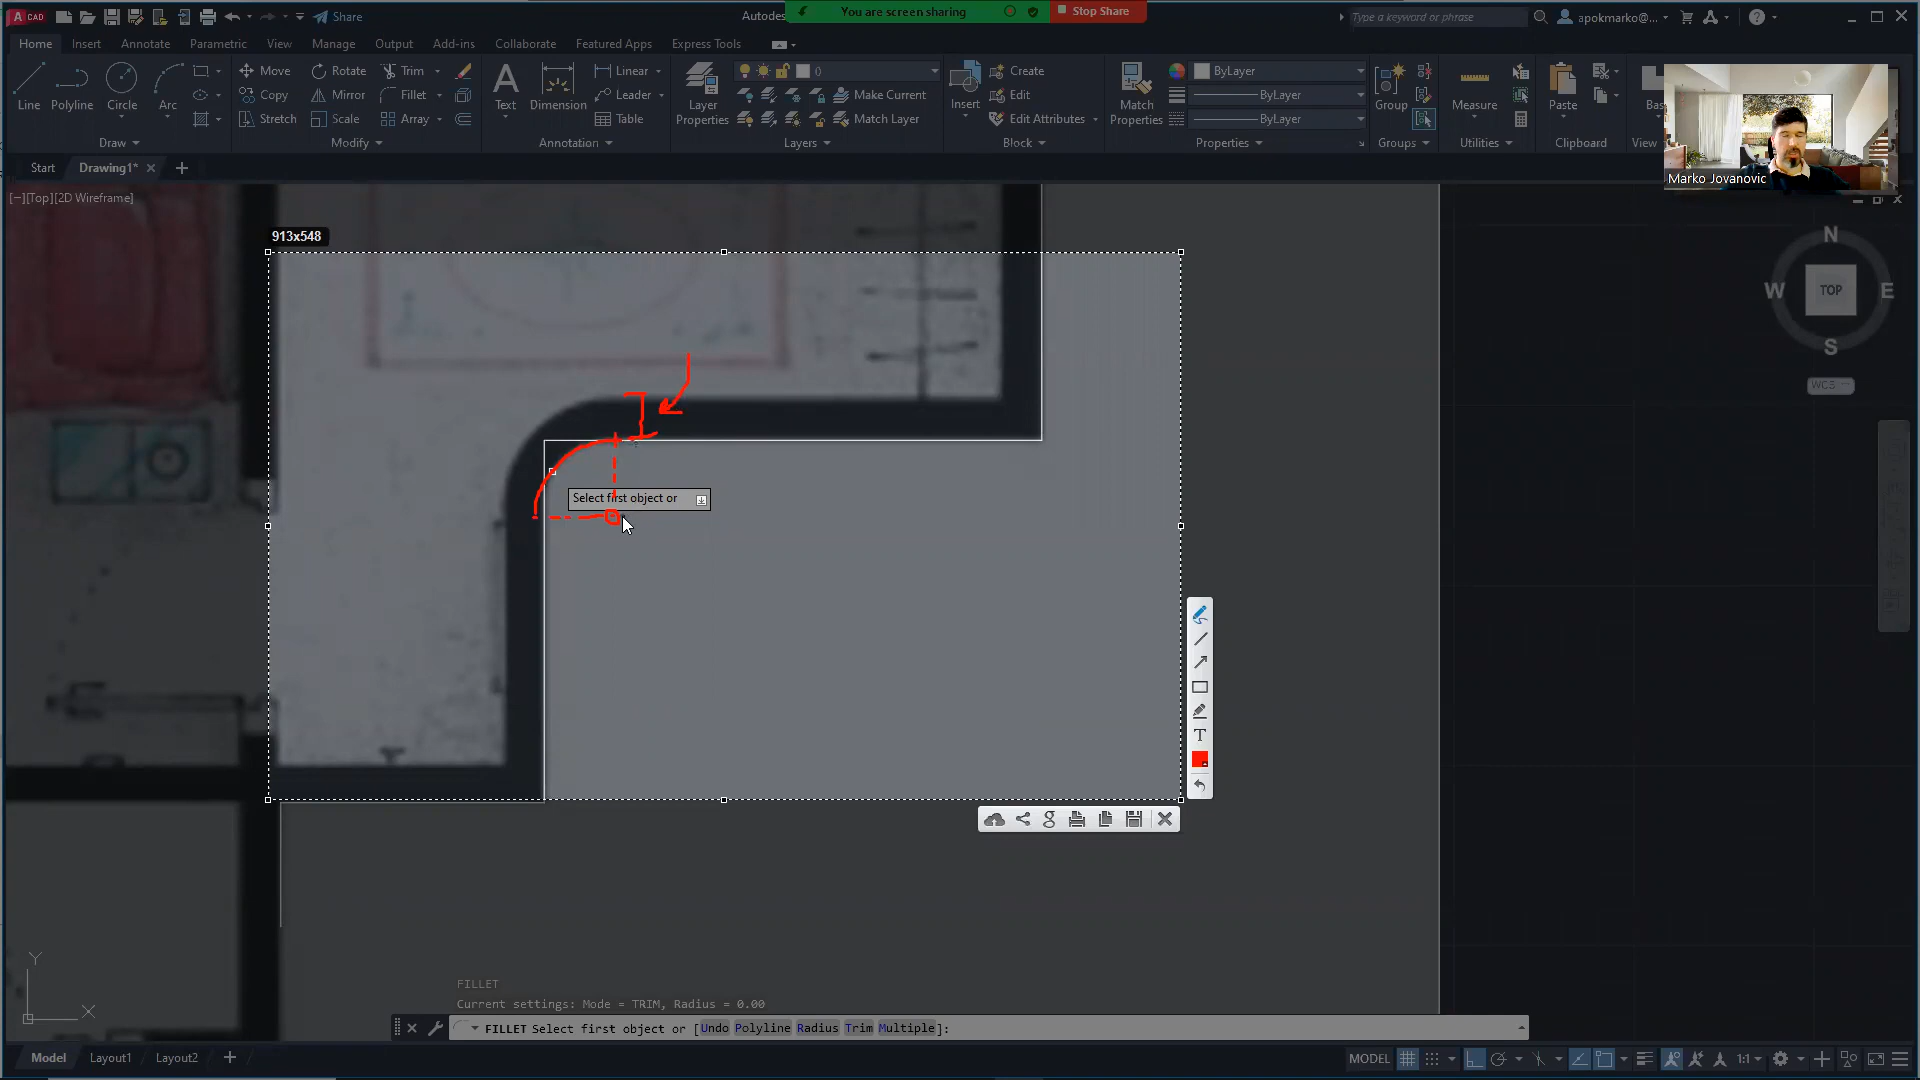 CAD
Share
Autodes
You are screen sharing
Stop Share
Type a keyword or phrase
apokmarko@...
Home
Insert
Annotate
Parametric
View
Manage
Output
Add-ins
Collaborate
Featured Apps
Express Tools
Line
Polyline
Circle
Arc
Draw
Move
Rotate
Trim
Copy
Mirror
Fillet
Stretch
Scale
Array
Modify
Text
Dimension
Linear
Leader
Table
Annotation
Layer
Properties
0
Make Current
Match Layer
Layers
Insert
Create
Edit
Edit Attributes
Block
Match
Properties
ByLayer
ByLayer
ByLayer
Properties
Group
Groups
Measure
Utilities
Paste
Clipboard
Bas
View
Marko Jovanovic
Start
Drawing1*
[−][Top][2D Wireframe]
913x548
N
W
TOP
E
S
WCS
Select first object or
T
g
Y
X
FILLET
Current settings: Mode = TRIM, Radius = 0.00
FILLET Select first object or [Undo Polyline Radius Trim Multiple]:
Model
Layout1
Layout2
MODEL
1:1